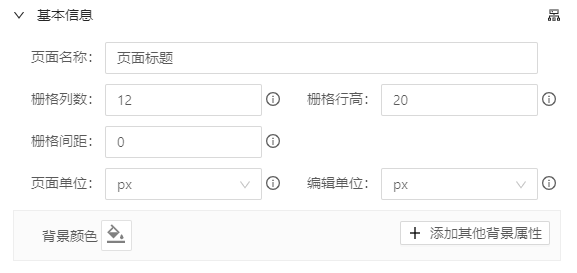 基本信息
页面名称： 页面标题
栅格列数： 12 栅格行高： 20
栅格间距： 0
页面单位： px 编辑单位： px
背景颜色 添加其他背景属性